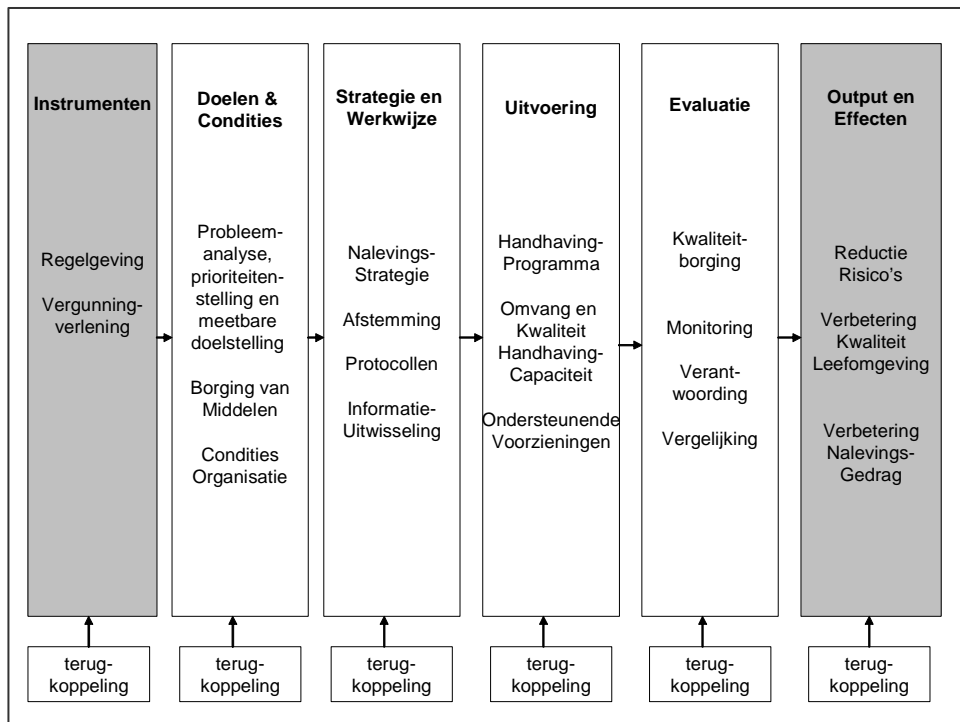 Instrumenten
Regelgeving
Vergunning-
verlening
Doelen &
Condities
Probleem-
analyse,
prioriteiten-
stelling en
meetbare
doelstelling
Borging van
Middelen
Condities
Organisatie
Strategie en
Werkwijze
Nalevings-
Strategie
Afstemming
Protocollen
Informatie-
Uitwisseling
Uitvoering
Handhaving-
Programma
Omvang en
Kwaliteit
Handhaving-
Capaciteit
Ondersteunende
Voorzieningen
Evaluatie
Kwaliteit-
borging
Monitoring
Verant-
woording
Vergelijking
Output en
Effecten
Reductie
Risico's
Verbetering
Kwaliteit
Leefomgeving
Verbetering
Nalevings-
Gedrag
terug-
koppeling
terug-
koppeling
terug-
koppeling
terug-
koppeling
terug-
koppeling
terug-
koppeling